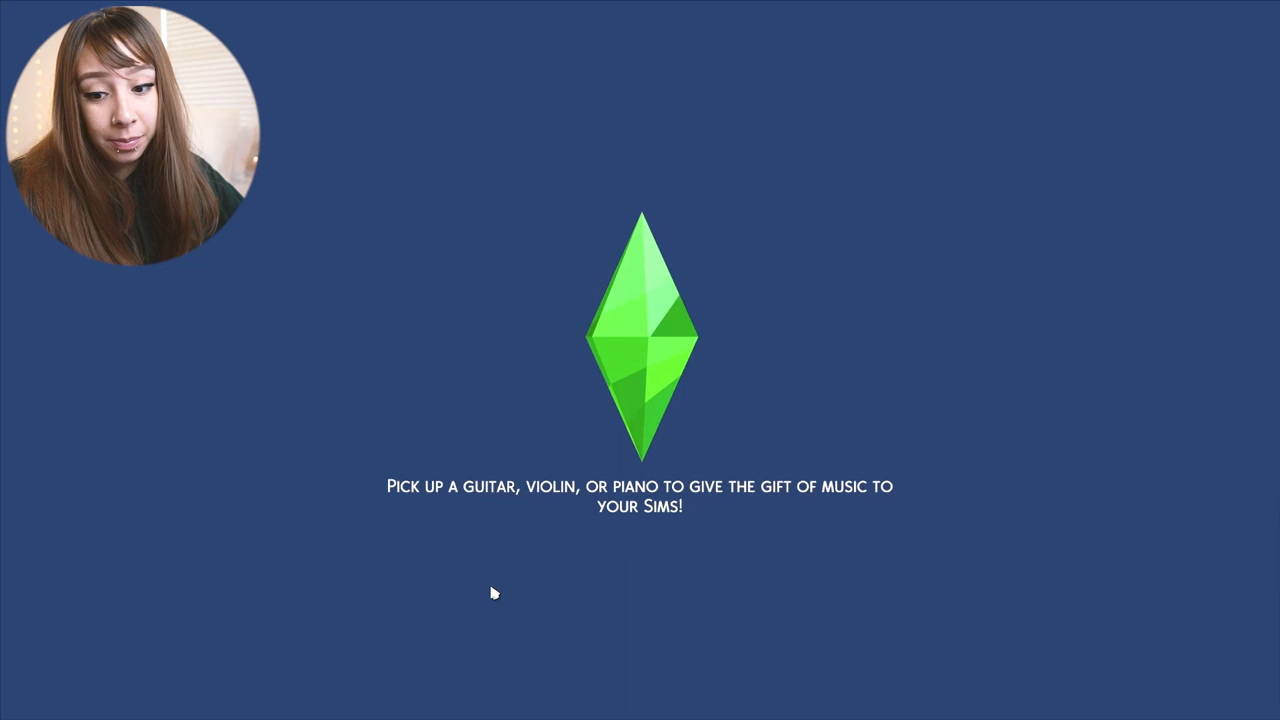 Pick up a guitar, violin, or piano to give the gift of music to
your Sims!